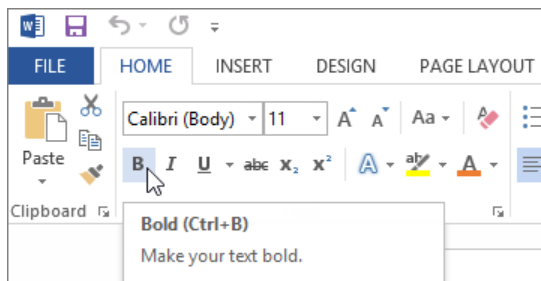 FILE HOME INSERT DESIGN PAGE LAYOUT
Calibri (Body) 11 A A Aa
Paste
B I U abc X₂ X² A ab A
Clipboard
Bold (Ctrl+B)
Make your text bold.